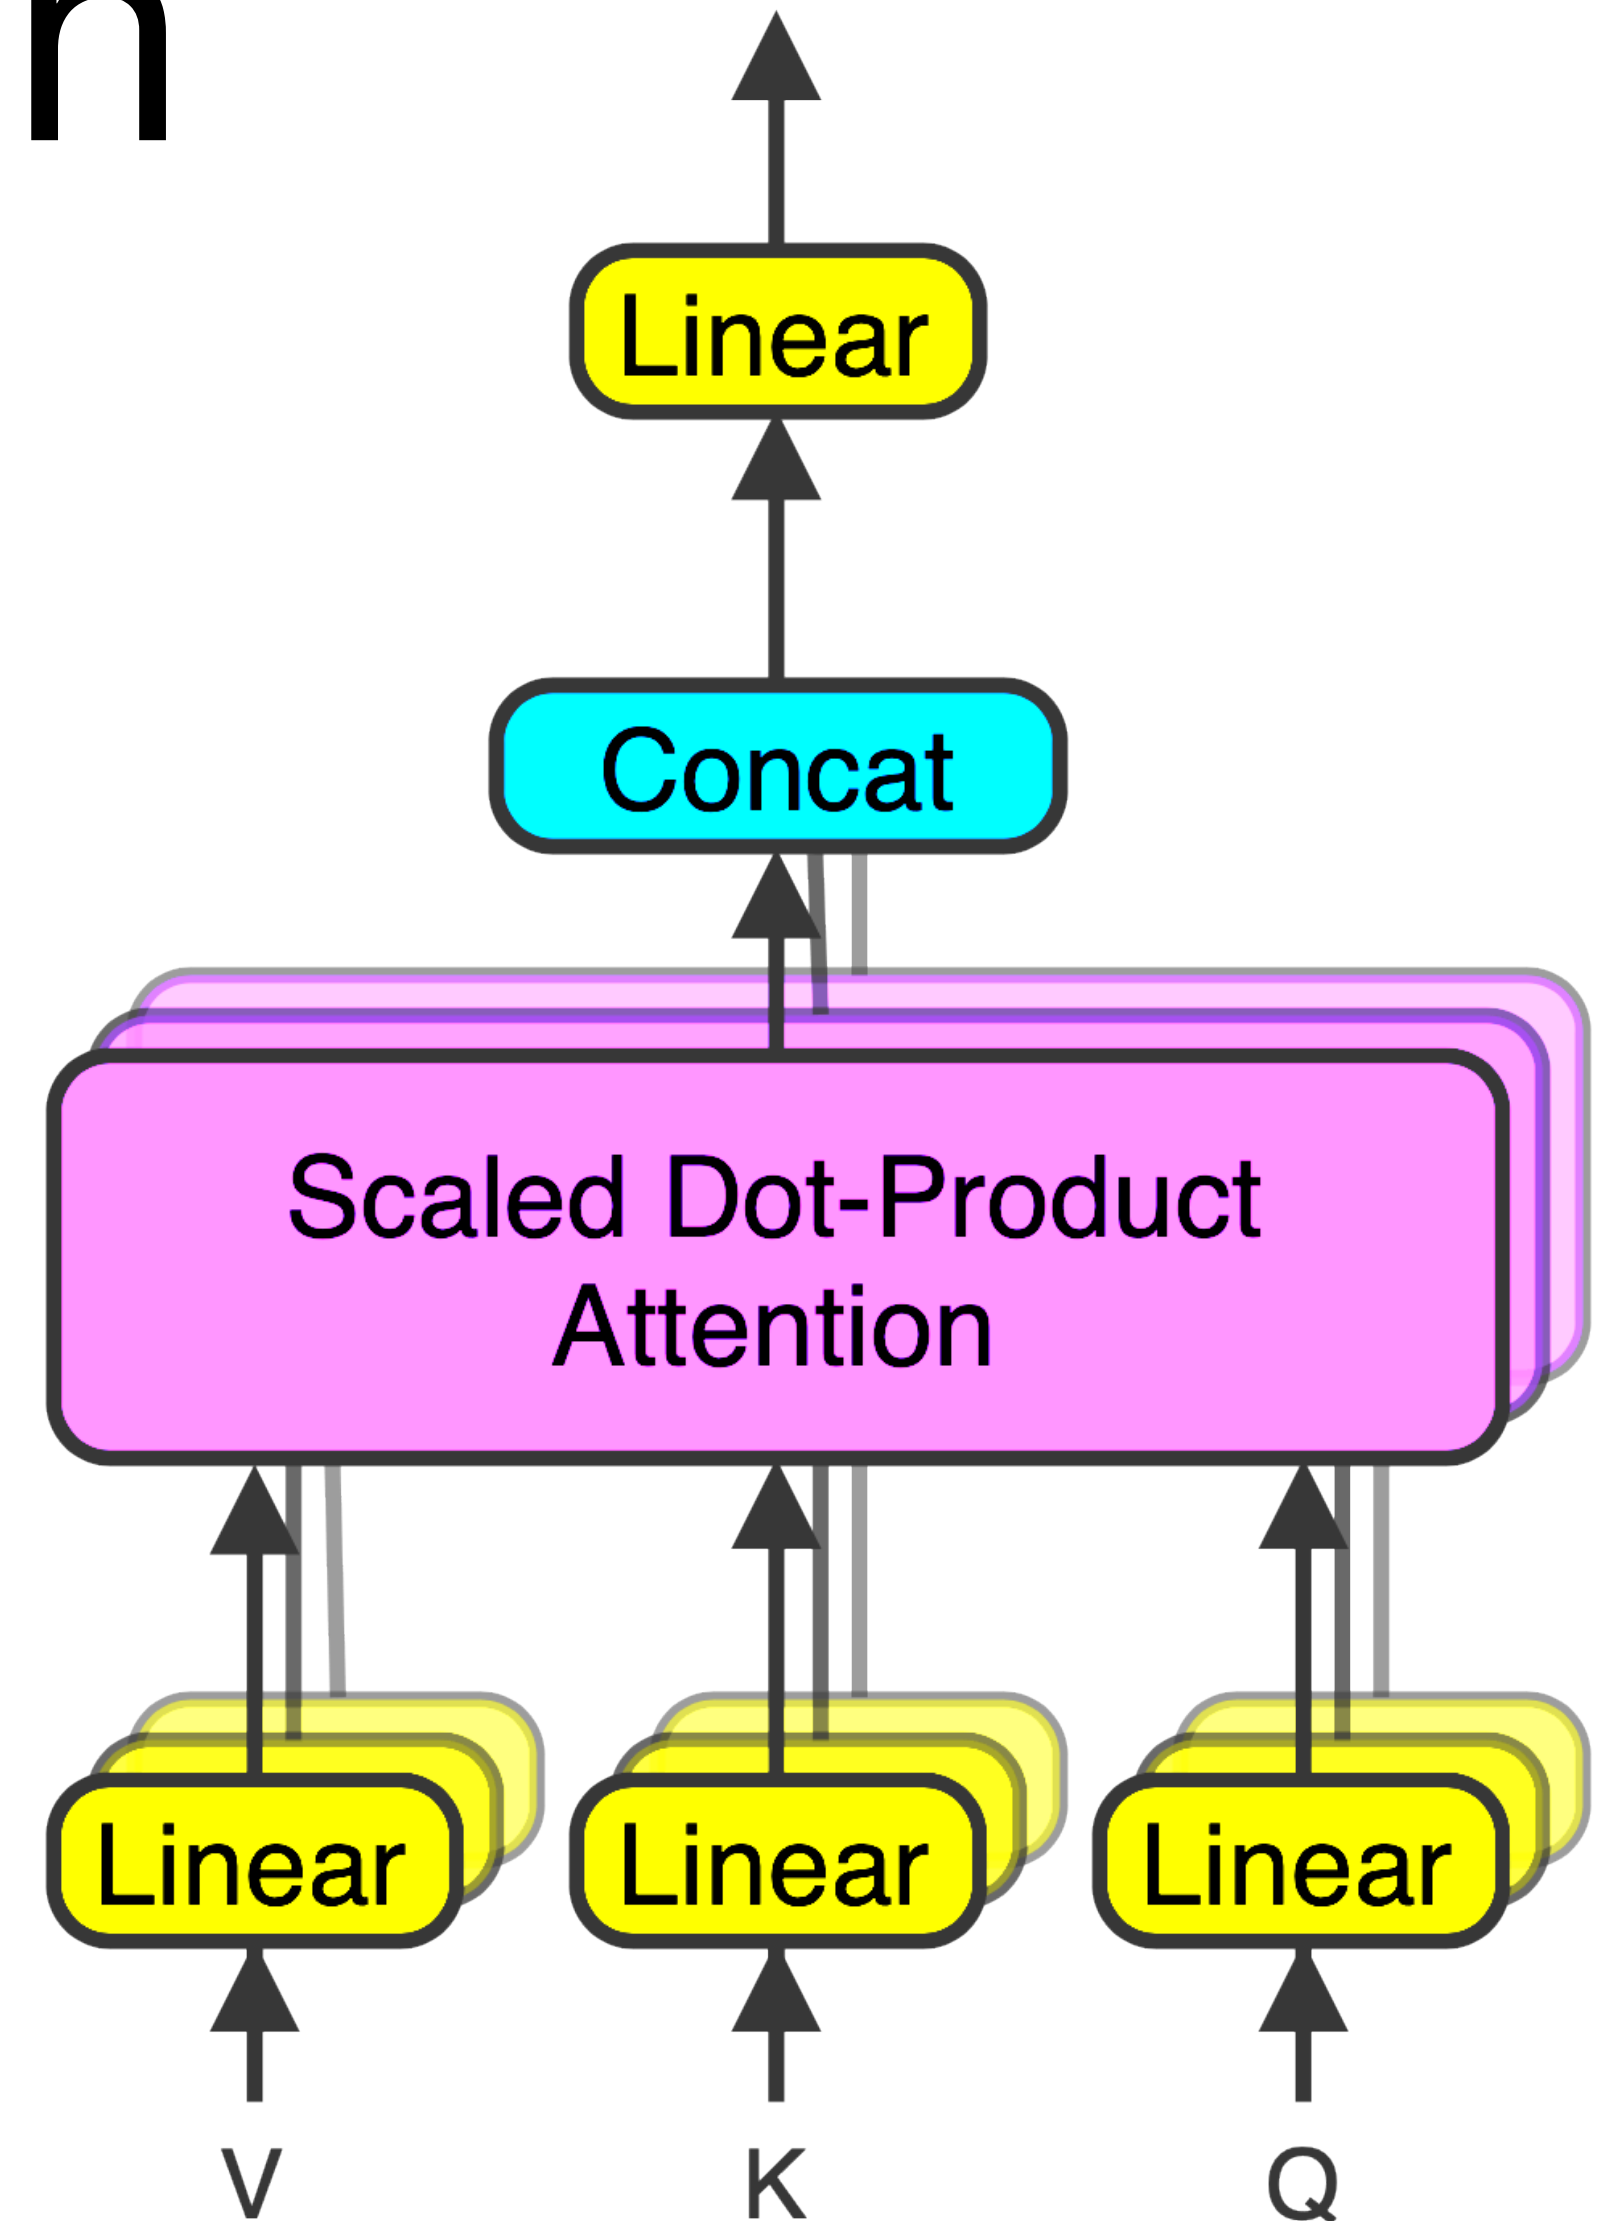 n
Linear
Concat
Scaled Dot-Product
Attention
Linear Linear Linear
V K Q